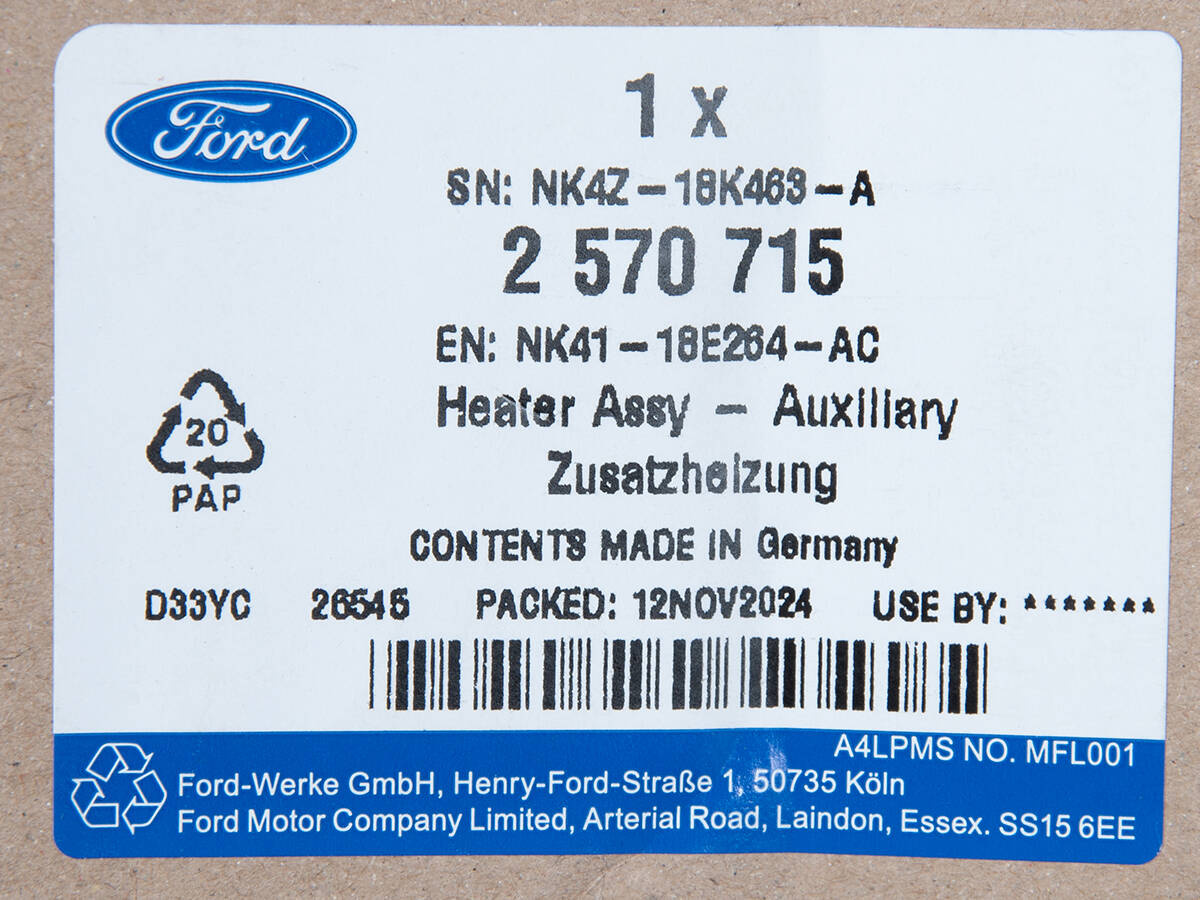 Ford
1 x
SN: NK4Z-18K463-A
2 570 715
EN: NK41-18E264-AC
Heater Assy - Auxiliary
Zusatzheizung
20
PAP
CONTENTS MADE IN Germany
D33YC 26545 PACKED: 12NOV2024 USE BY: *******
A4LPMS NO. MFL001
Ford-Werke GmbH, Henry-Ford-Straße 1, 50735 Köln
Ford Motor Company Limited, Arterial Road, Laindon, Essex. SS15 6EE